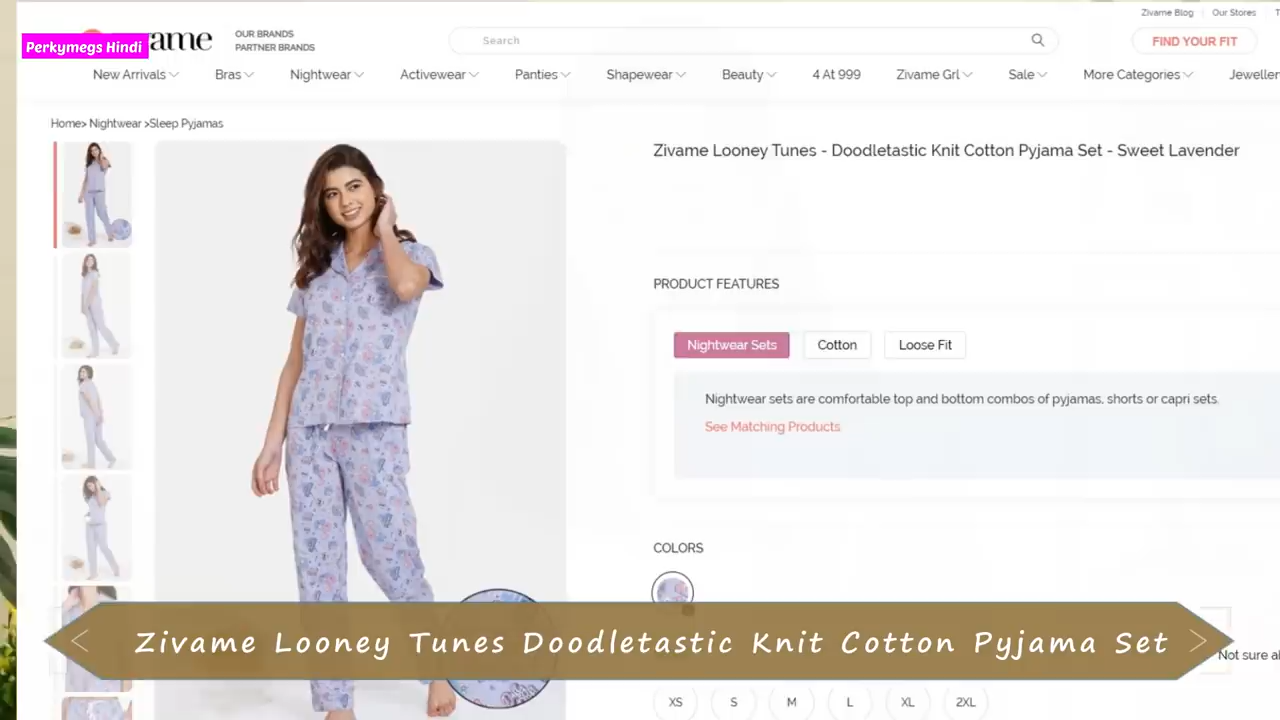 Zivame Blog
Our Stores
Perkymegs Hindi
OUR BRANDS
PARTNER BRANDS
Search
FIND YOUR FIT
New Arrivals Bras Nightwear Activewear Panties Shapewear Beauty 4 At 999 Zivame Grl Sale More Categories
Home> Nightwear >Sleep Pyjamas
Zivame Looney Tunes - Doodletastic Knit Cotton Pyjama Set - Sweet Lavender
PRODUCT FEATURES
Nightwear Sets Cotton Loose Fit
Nightwear sets are comfortable top and bottom combos of pyjamas, shorts or capri sets.
See Matching Products
COLORS
Zivame Looney Tunes Doodletastic Knit Cotton Pyjama Set
Not sure
XS S M L XL 2XL